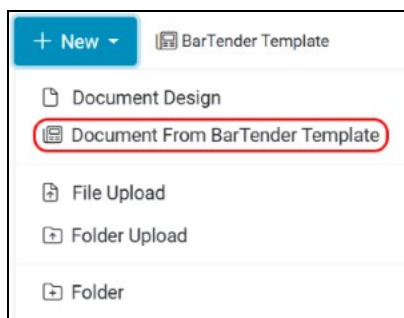 + New BarTender Template
Document Design
Document From BarTender Template
File Upload
Folder Upload
Folder